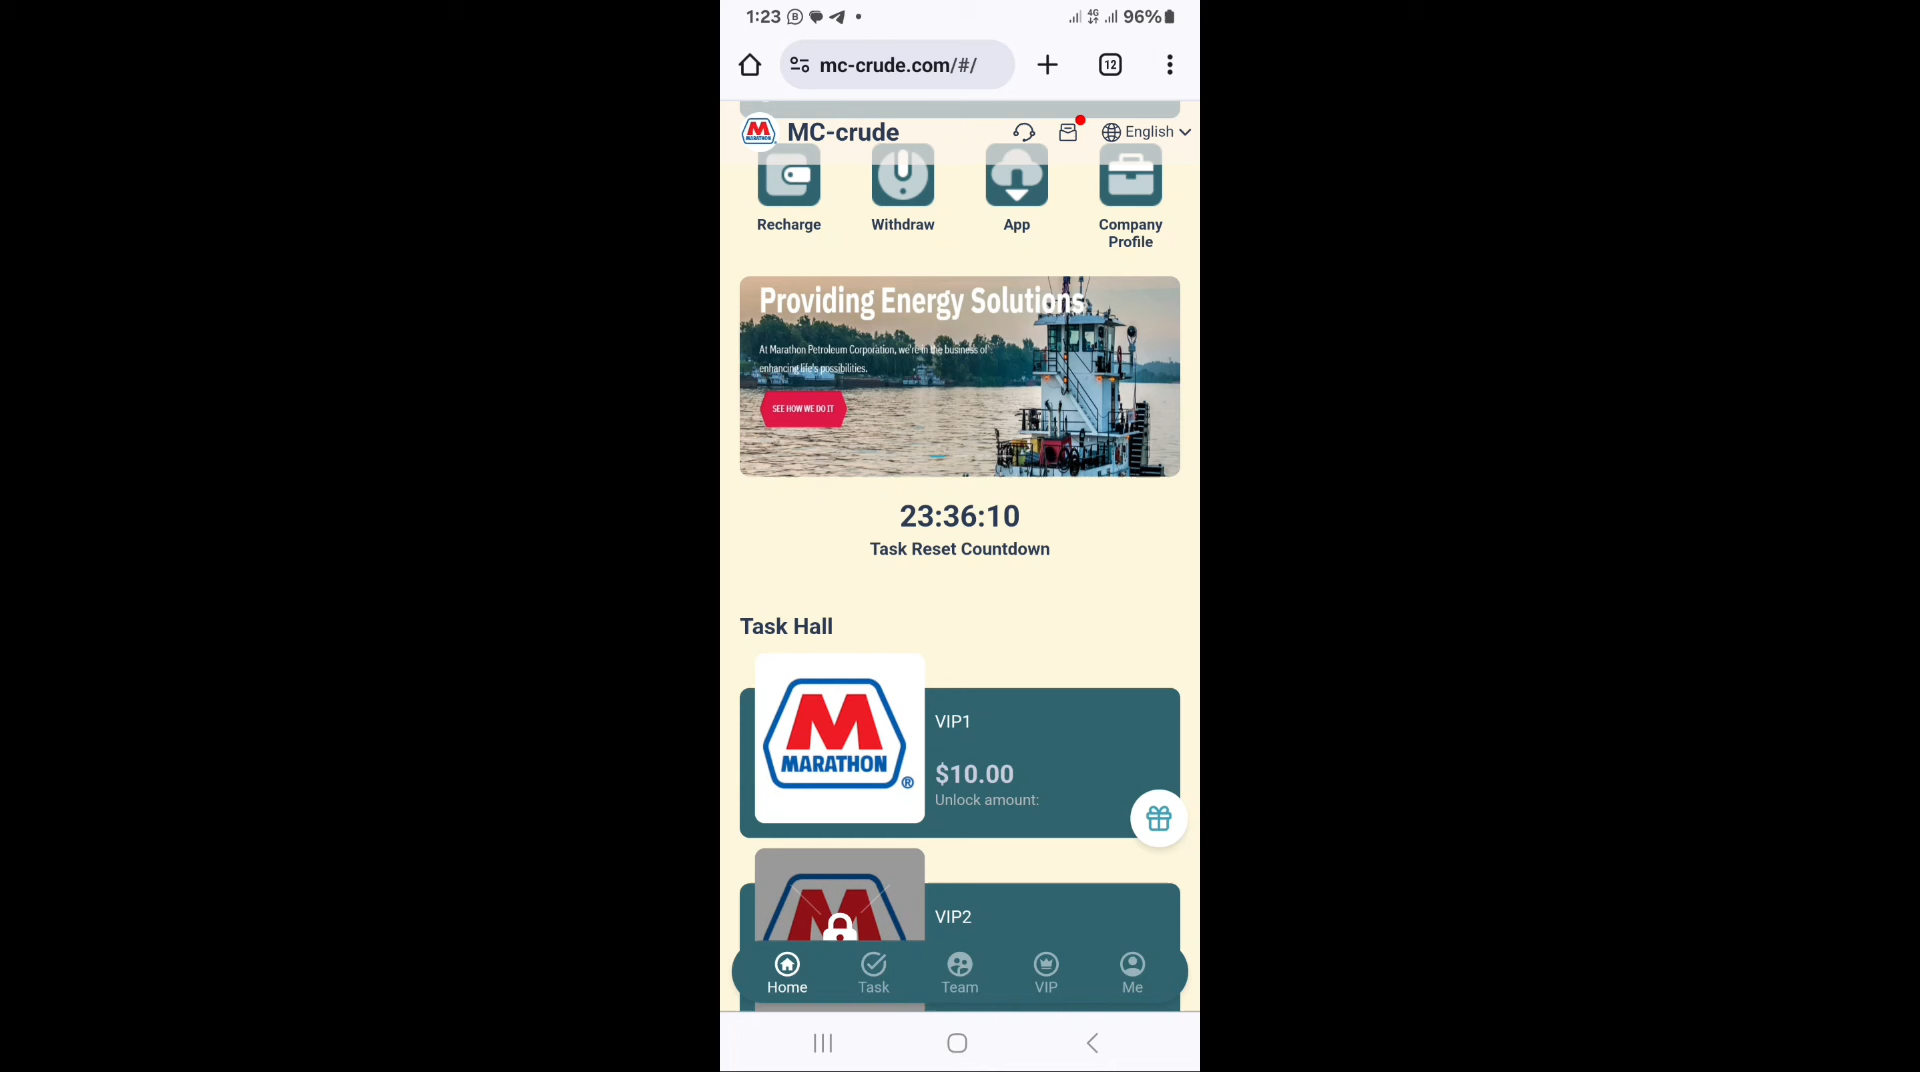 1:23
4G
96%
mc-crude.com/#/
12
MARATHON
MC-crude
English
Recharge
Withdraw
App
Company
Profile
Providing Energy Solutions
At Marathon Petroleum Corporation, we're in the business of
enhancing life's possibilities.
SEE HOW WE DO IT
23:36:10
Task Reset Countdown
Task Hall
M
MARATHON ®
VIP1
$10.00
Unlock amount:
VIP2
Home
Task
Team
VIP
Me